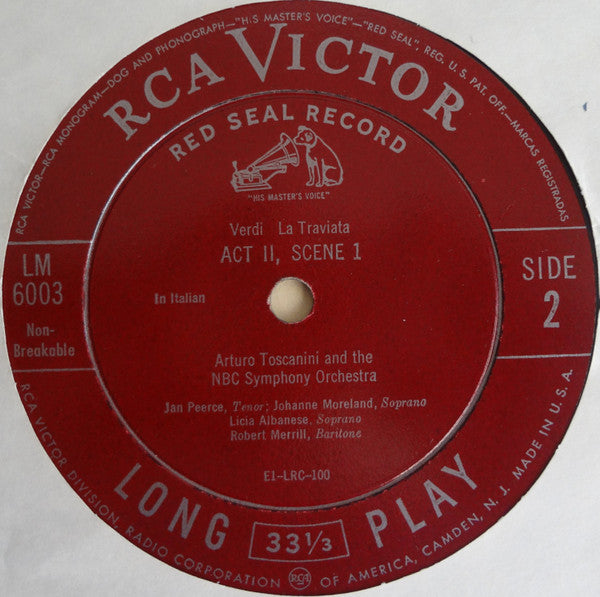 RCA VICTOR—RCA MONOGRAM—DOG AND PHONOGRAPH—"HIS MASTER'S VOICE"—"RED SEAL", REG. U.S. PAT. OFF.—MARCAS REGISTRADAS
RCA VICTOR
RED SEAL RECORD
"HIS MASTER'S VOICE"
Verdi La Traviata
ACT II, SCENE 1
LM
6003
Non-
Breakable
In Italian
SIDE
2
Arturo Toscanini and the
NBC Symphony Orchestra
Jan Peerce, Tenor; Johanne Moreland, Soprano
Licia Albanese, Soprano
Robert Merrill, Baritone
E1-LRC-100
LONG PLAY
33 1/3
RCA VICTOR DIVISION, RADIO CORPORATION RCA OF AMERICA, CAMDEN, N. J. MADE IN U.S.A.